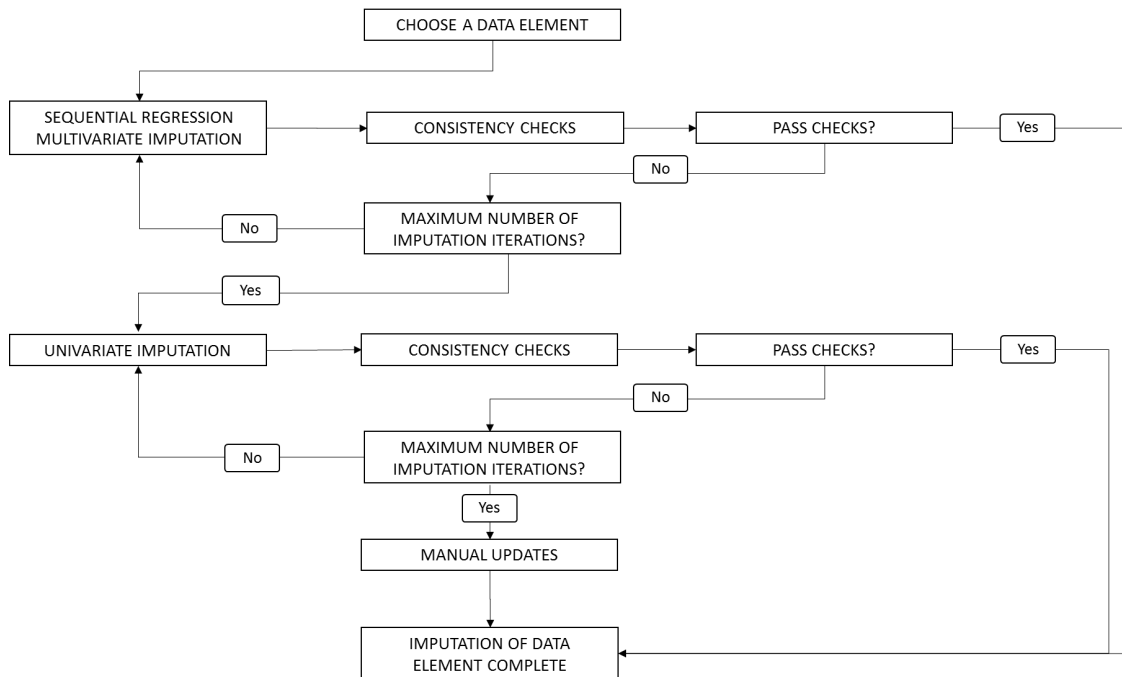 CHOOSE A DATA ELEMENT
SEQUENTIAL REGRESSION
MULTIVARIATE IMPUTATION
CONSISTENCY CHECKS
PASS CHECKS?
Yes
No
MAXIMUM NUMBER OF
IMPUTATION ITERATIONS?
No
Yes
UNIVARIATE IMPUTATION
CONSISTENCY CHECKS
PASS CHECKS?
Yes
No
MAXIMUM NUMBER OF
IMPUTATION ITERATIONS?
No
Yes
MANUAL UPDATES
IMPUTATION OF DATA
ELEMENT COMPLETE